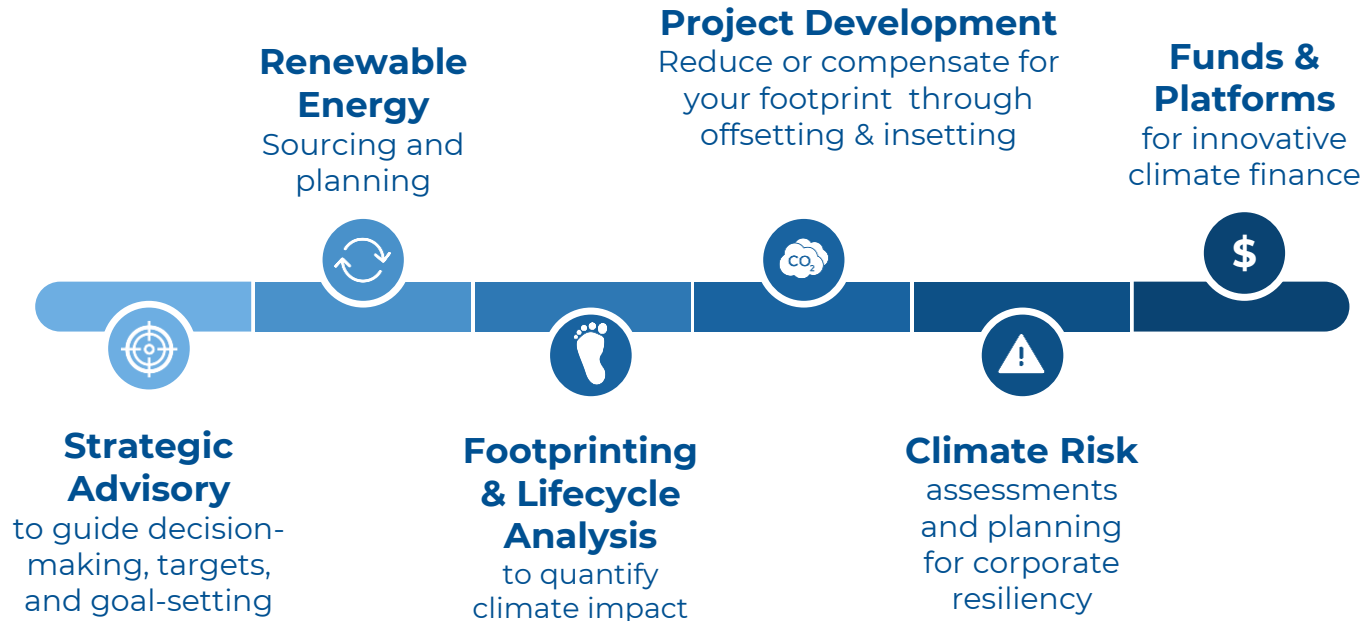 Strategic
Advisory
to guide decision-
making, targets,
and goal-setting
Renewable
Energy
Sourcing and
planning
Footprinting
& Lifecycle
Analysis
to quantify
climate impact
Project Development
Reduce or compensate for
your footprint through
offsetting & insetting
CO₂
Climate Risk
assessments
and planning
for corporate
resiliency
!
Funds &
Platforms
for innovative
climate finance
$